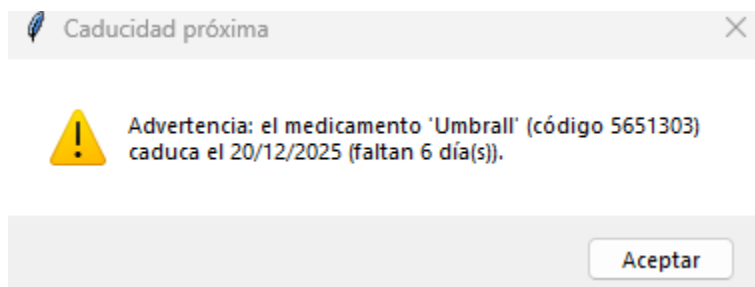 Caducidad próxima
Advertencia: el medicamento 'Umbrall' (código 5651303)
caduca el 20/12/2025 (faltan 6 día(s)).
Aceptar